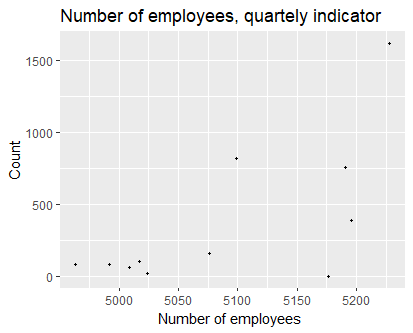 Number of employees, quartely indicator
1500
1000
500
0
Count
5000 5050 5100 5150 5200
Number of employees